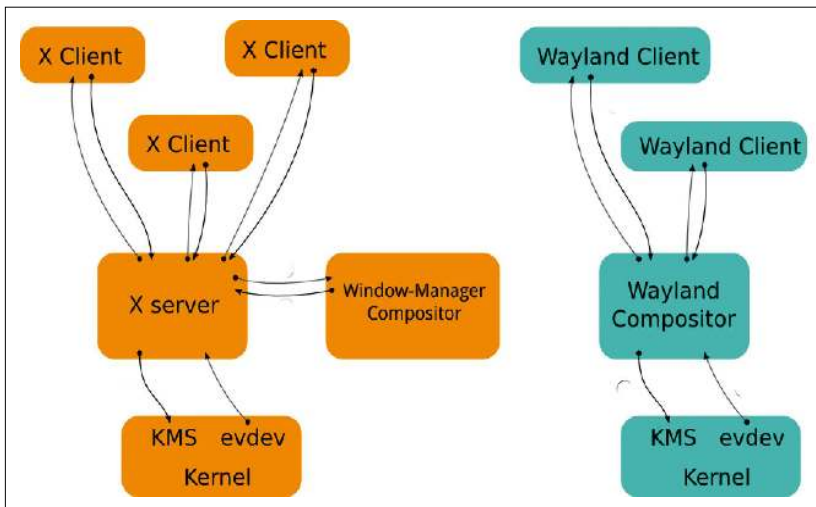 X Client
X Client
X Client
X server
Window-Manager
Compositor
KMS evdev
Kernel
Wayland Client
Wayland Client
Wayland
Compositor
KMS evdev
Kernel